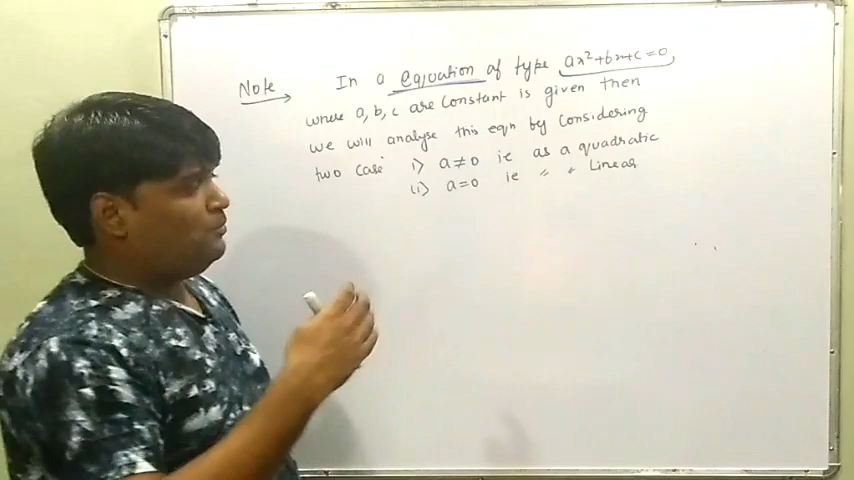 Note → In a equation of type ax²+bx+c=0
where a, b, c are constant is given then
we will analyse this eqn by considering
two case i) a≠0 ie as a quadratic
(i) a=0 ie " " Linear